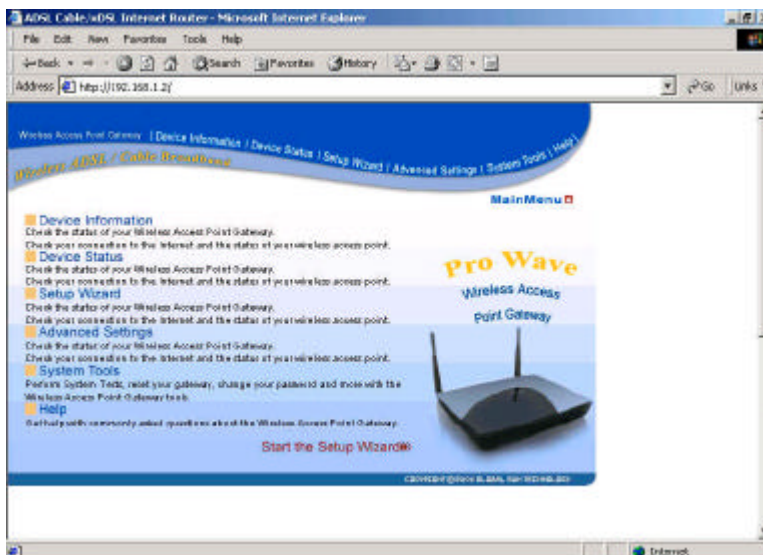 ADSL Cable/xDSL Internet Router - Microsoft Internet Explorer
File Edit View Favorites Tools Help
Back Search Favorites History
Address http://192.168.1.2/ Go Links
Wireless Access Point Gateway | Device Information / Device Status / Setup Wizard / Advanced Settings / System Tools / Help /
Wireless ADSL / Cable Broadband
MainMenu
Device Information
Check the status of your Wireless Access Point Gateway.
Check your connection to the Internet and the status of your wireless access point.
Device Status
Check the status of your Wireless Access Point Gateway.
Check your connection to the Internet and the status of your wireless access point.
Setup Wizard
Check the status of your Wireless Access Point Gateway.
Check your connection to the Internet and the status of your wireless access point.
Advanced Settings
Check the status of your Wireless Access Point Gateway.
Check your connection to the Internet and the status of your wireless access point.
System Tools
Perform System Tests, reset your gateway, change your password and more with the
Wireless Access Point Gateway tools.
Help
Get help with commonly asked questions about the Wireless Access Point Gateway.
Start the Setup Wizard
Pro Wave
Wireless Access
Point Gateway
Internet